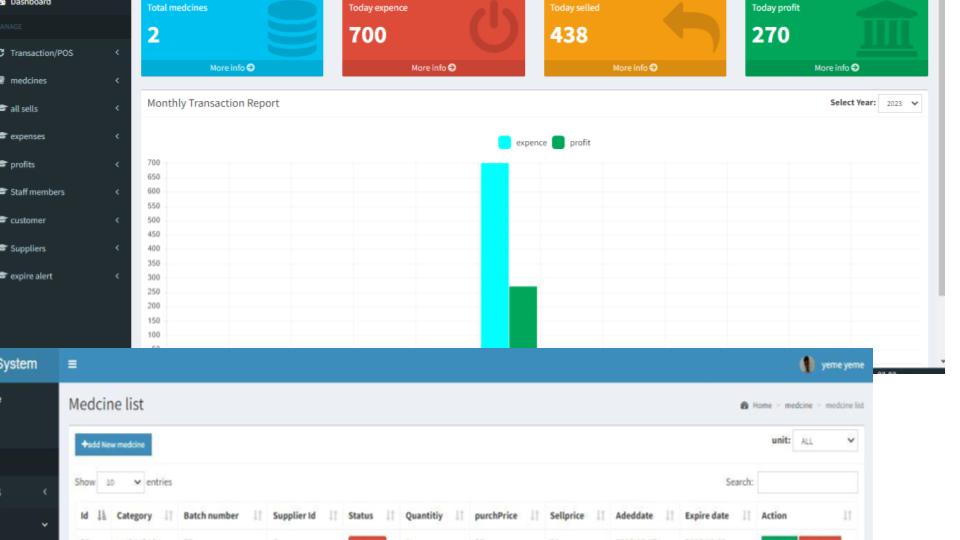 Dashboard
Total medcines
Today expence
Today selled
Today profit
2
700
438
270
More info
More info
More info
More info
MANAGE
Transaction/POS
medcines
all sells
expenses
profits
Staff members
customer
Suppliers
expire alert
Monthly Transaction Report
Select Year: 2023
expence profit
700
650
600
550
500
450
400
350
300
250
200
150
100
System
yeme yeme
Medcine list
Home > medcine > medcine list
+add New medcine
unit: ALL
Show 10 entries
Search:
Id Category Batch number Supplier Id Status Quantitiy purchPrice Sellprice Adeddate Expire date Action